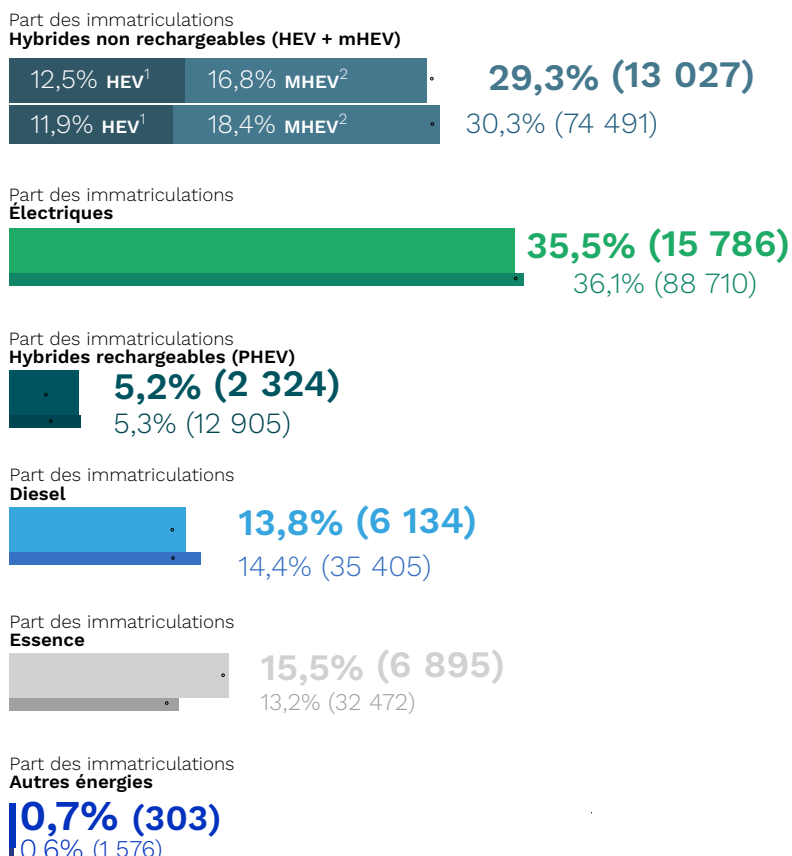 Part des immatriculations
Hybrides non rechargeables (HEV + mHEV)
12,5% HEV¹ 16,8% MHEV² 29,3% (13 027)
11,9% HEV¹ 18,4% MHEV² 30,3% (74 491)
Part des immatriculations
Électriques
35,5% (15 786)
36,1% (88 710)
Part des immatriculations
Hybrides rechargeables (PHEV)
5,2% (2 324)
5,3% (12 905)
Part des immatriculations
Diesel
13,8% (6 134)
14,4% (35 405)
Part des immatriculations
Essence
15,5% (6 895)
13,2% (32 472)
Part des immatriculations
Autres énergies
0,7% (303)
0,6% (1 576)